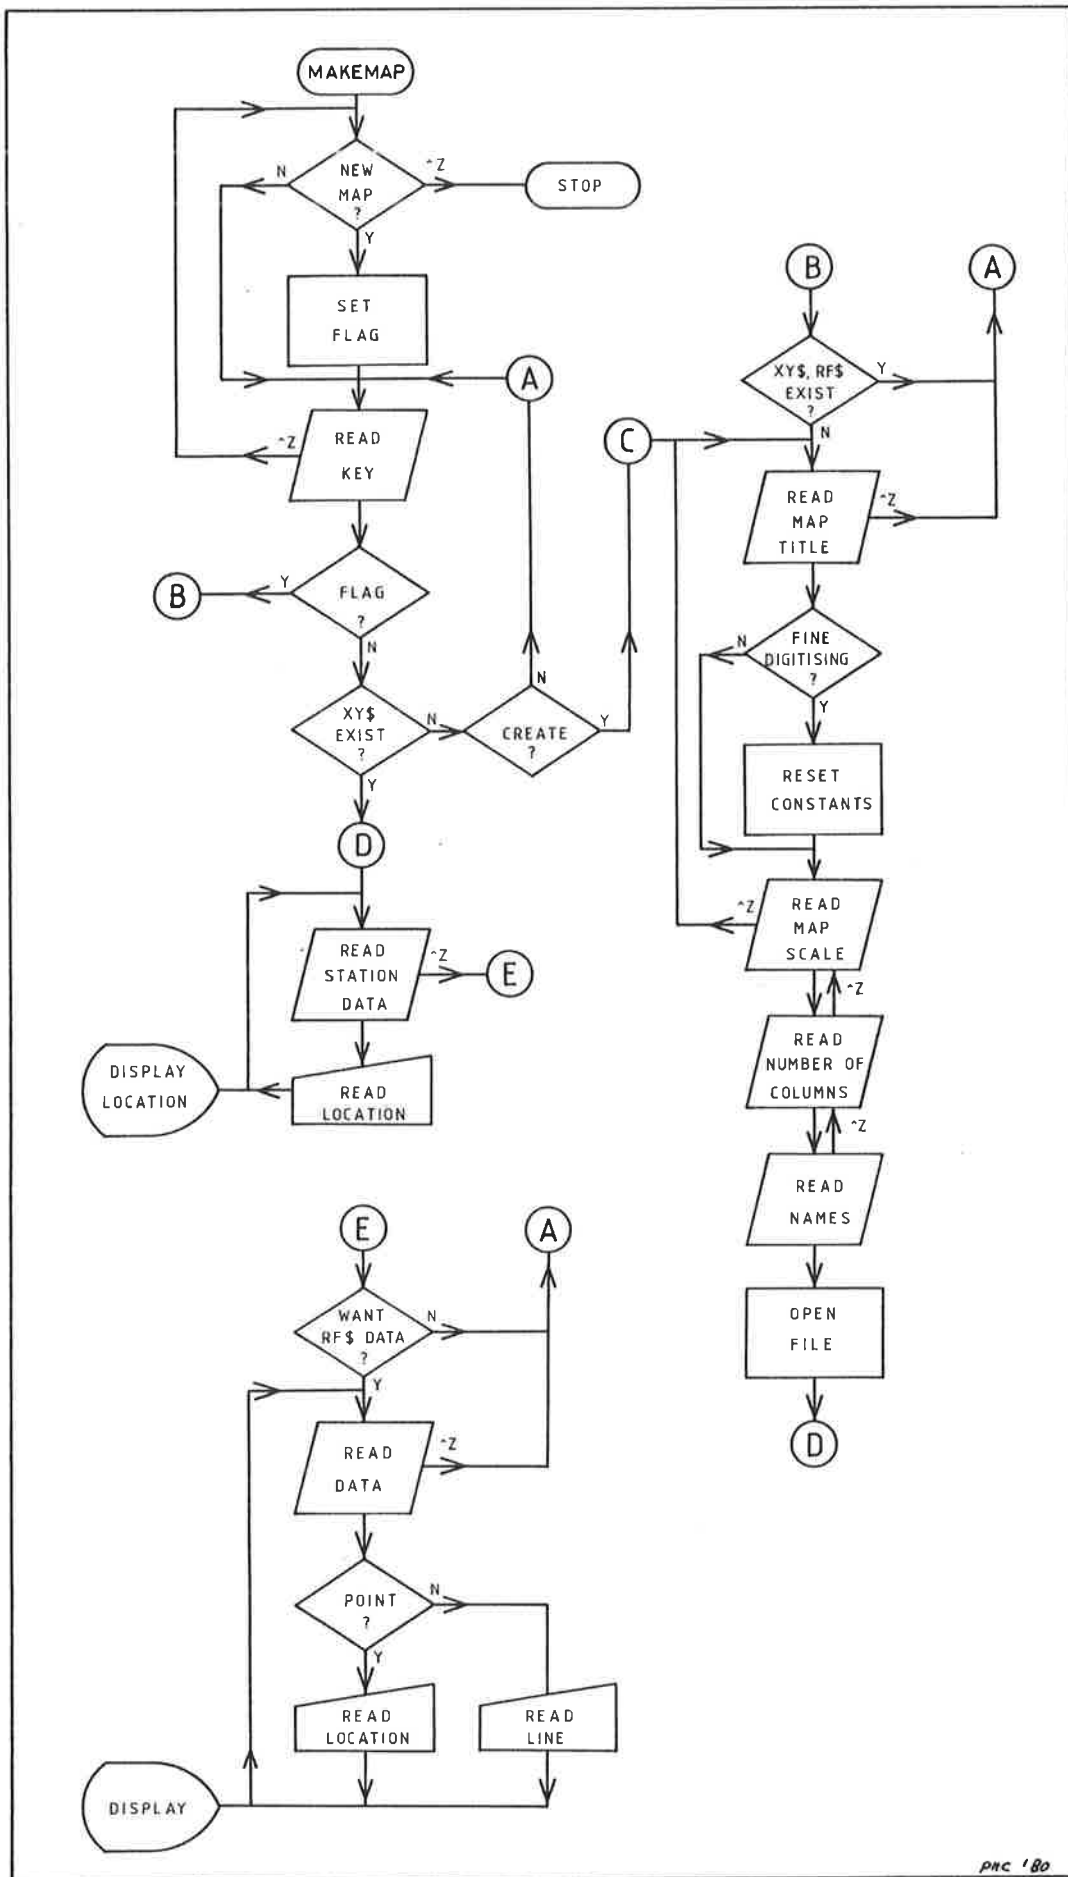 MAKEMAP
N
NEW
MAP
?
^Z
STOP
Y
SET
FLAG
A
^Z
READ
KEY
B
Y
FLAG
?
N
XY$
EXIST
?
N
Y
CREATE
?
N
Y
C
D
READ
STATION
DATA
^Z
E
DISPLAY
LOCATION
READ
LOCATION
B
A
XY$, RF$
EXIST
?
Y
N
READ
MAP
TITLE
^Z
N
FINE
DIGITISING
?
Y
RESET
CONSTANTS
^Z
READ
MAP
SCALE
^Z
READ
NUMBER OF
COLUMNS
^Z
READ
NAMES
OPEN
FILE
D
E
A
WANT
RF$ DATA
?
N
Y
READ
DATA
^Z
POINT
?
N
Y
READ
LOCATION
READ
LINE
DISPLAY
PMC '80